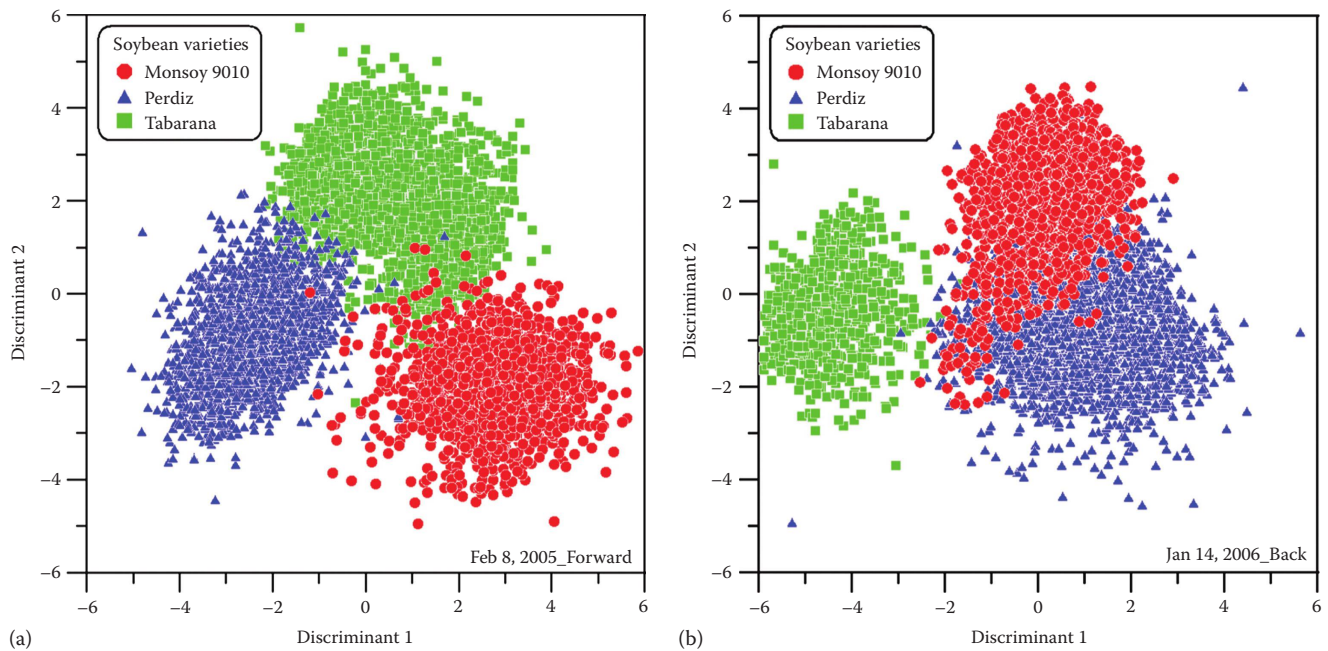 6
4
2
0
−2
−4
−6
Discriminant 2
Soybean varieties
Monsoy 9010
Perdiz
Tabarana
Feb 8, 2005_Forward
−6
−4
−2
0
2
4
6
Discriminant 1
(a)
6
4
2
0
−2
−4
−6
Discriminant 2
Soybean varieties
Monsoy 9010
Perdiz
Tabarana
Jan 14, 2006_Back
−6
−4
−2
0
2
4
6
Discriminant 1
(b)